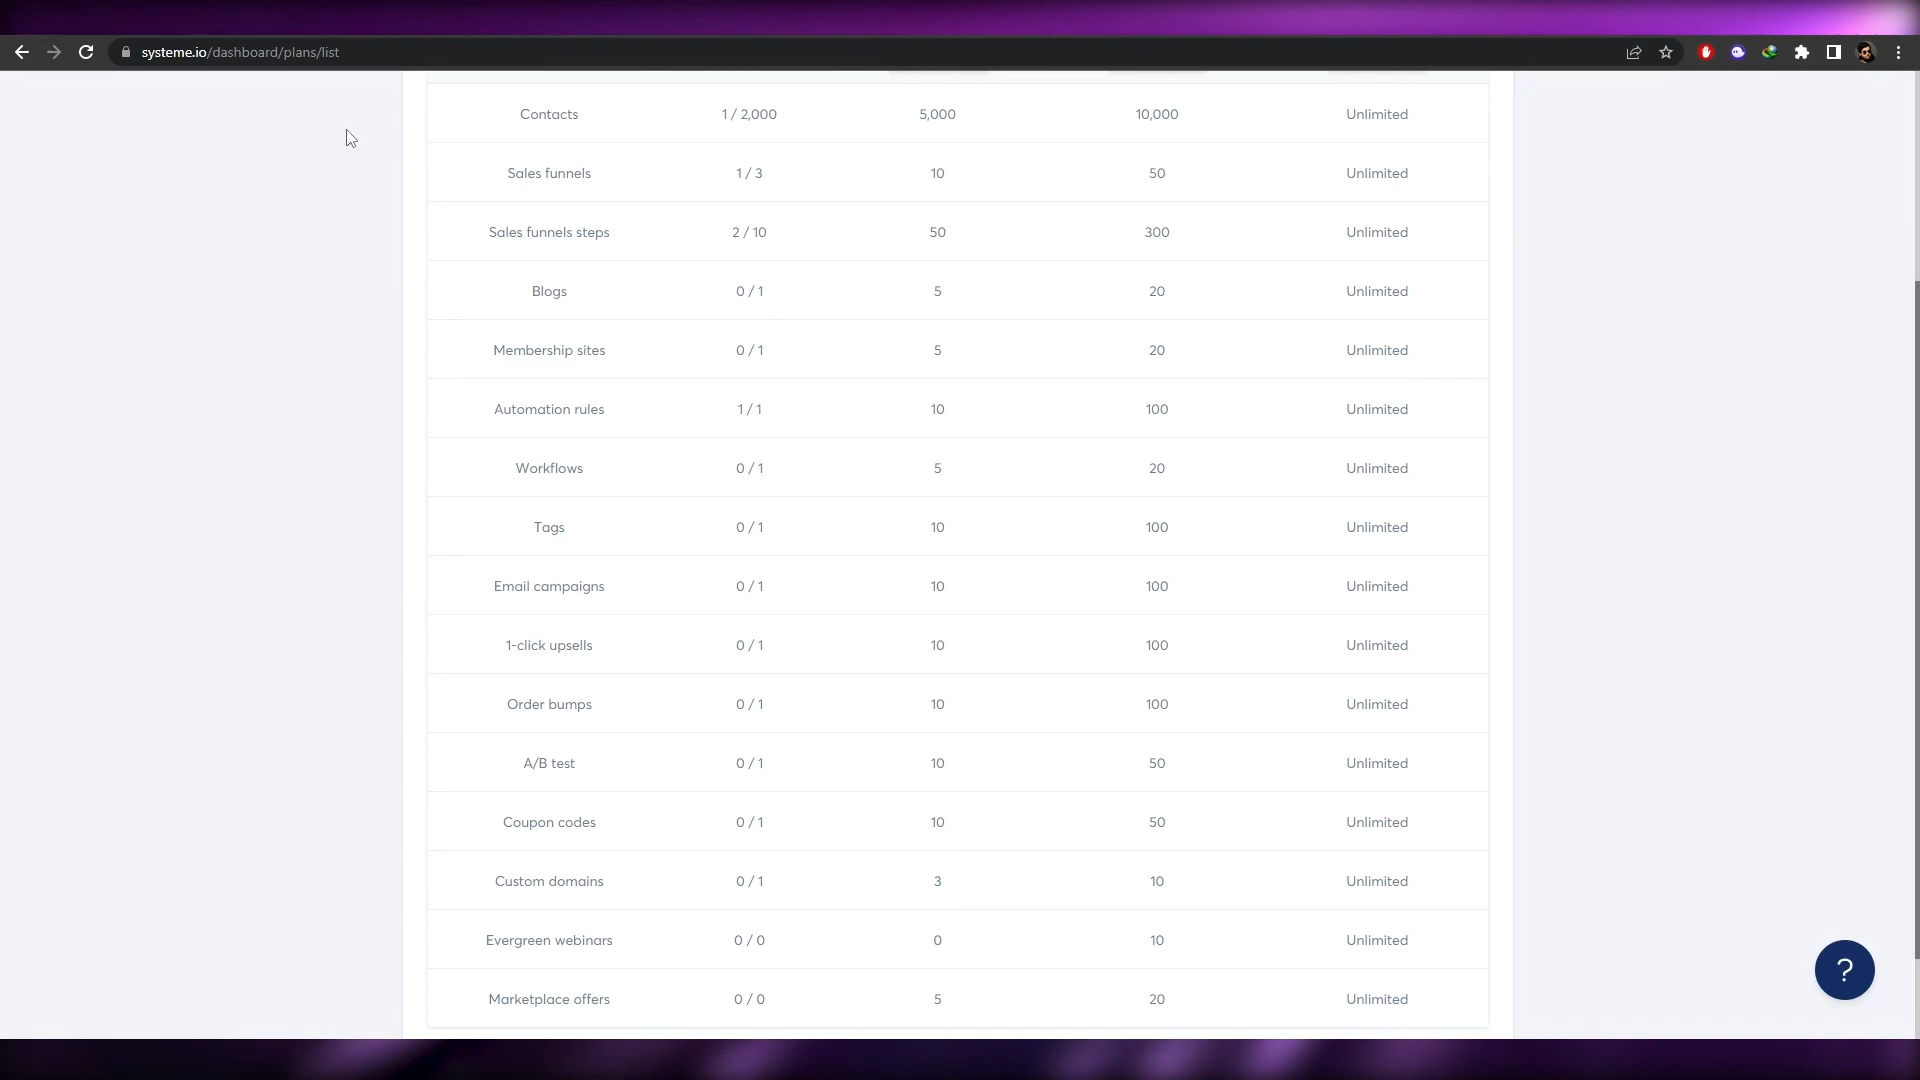 systeme.io/dashboard/plans/list
Contacts 1 / 2,000 5,000 10,000 Unlimited
Sales funnels 1 / 3 10 50 Unlimited
Sales funnels steps 2 / 10 50 300 Unlimited
Blogs 0 / 1 5 20 Unlimited
Membership sites 0 / 1 5 20 Unlimited
Automation rules 1 / 1 10 100 Unlimited
Workflows 0 / 1 5 20 Unlimited
Tags 0 / 1 10 100 Unlimited
Email campaigns 0 / 1 10 100 Unlimited
1-click upsells 0 / 1 10 100 Unlimited
Order bumps 0 / 1 10 100 Unlimited
A/B test 0 / 1 10 50 Unlimited
Coupon codes 0 / 1 10 50 Unlimited
Custom domains 0 / 1 3 10 Unlimited
Evergreen webinars 0 / 0 0 10 Unlimited
Marketplace offers 0 / 0 5 20 Unlimited
?